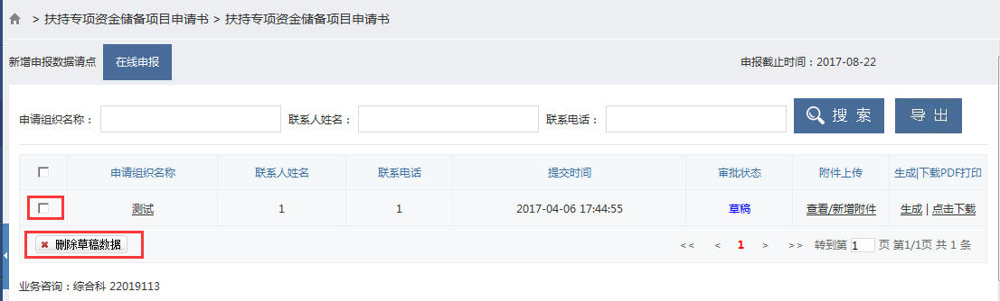 > 扶持专项资金储备项目申请书 > 扶持专项资金储备项目申请书
新增申报数据请点 在线申报 申报截止时间：2017-08-22
申请组织名称： 联系人姓名： 联系电话： 搜 索 导 出
申请组织名称 联系人姓名 联系电话 提交时间 审批状态 附件上传 生成|下载PDF打印
测试 1 1 2017-04-06 17:44:55 草稿 查看/新增附件 生成 | 点击下载
删除草稿数据 << < 1 > >> 转到第 1 页 第1/1页 共 1 条
业务咨询：综合科 22019113